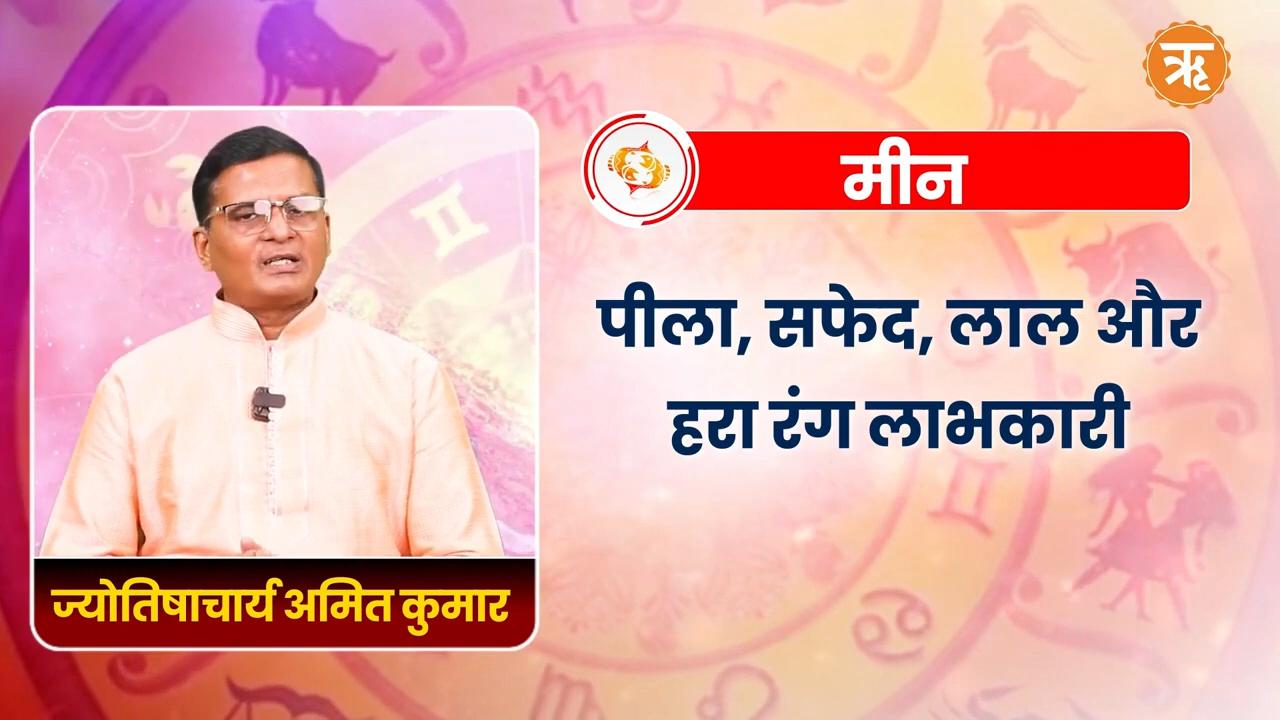 ऋ
मीन
पीला, सफेद, लाल और
हरा रंग लाभकारी
ज्योतिषाचार्य अमित कुमार